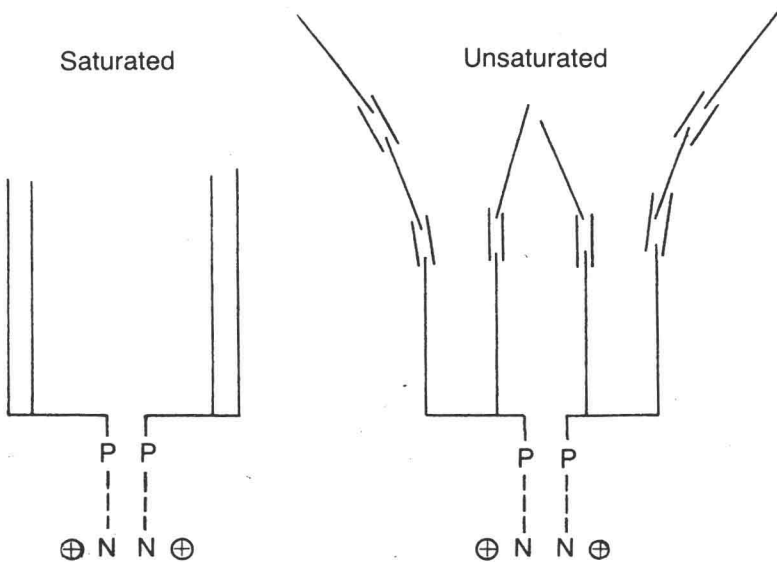 Saturated
Unsaturated
P P
P P
⊕ N N ⊕
⊕ N N ⊕